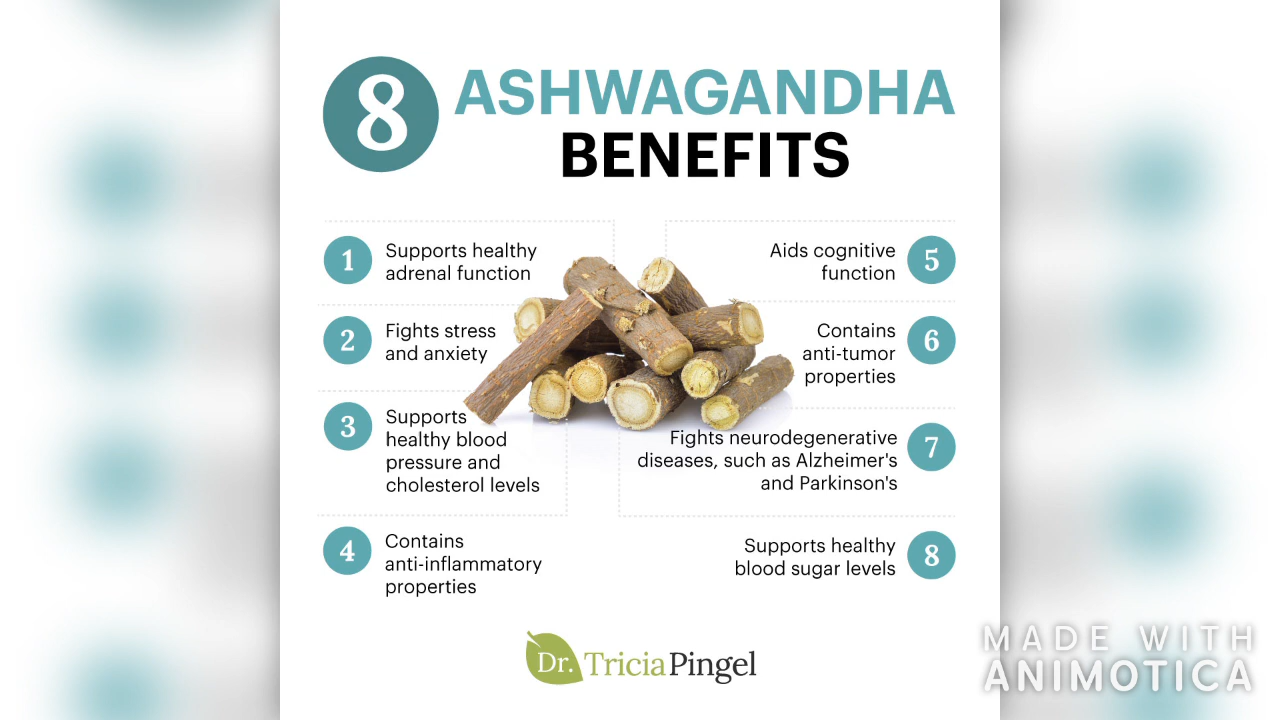 8
ASHWAGANDHA
BENEFITS
1
Supports healthy
adrenal function
2
Fights stress
and anxiety
3
Supports
healthy blood
pressure and
cholesterol levels
4
Contains
anti-inflammatory
properties
5
Aids cognitive
function
6
Contains
anti-tumor
properties
7
Fights neurodegenerative
diseases, such as Alzheimer's
and Parkinson's
8
Supports healthy
blood sugar levels
Dr. Tricia Pingel
MADE WITH
ANIMOTICA